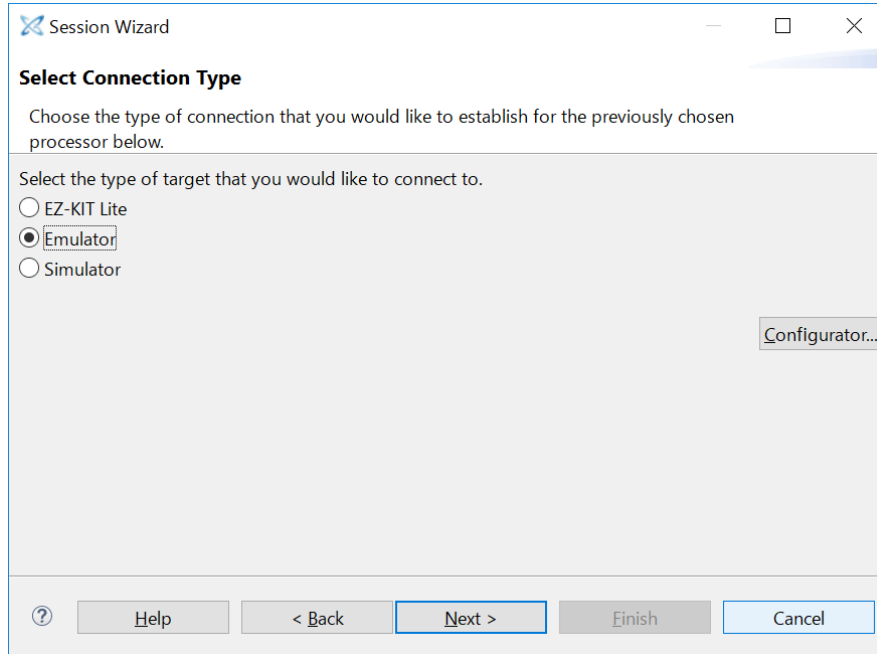 Session Wizard
Select Connection Type
Choose the type of connection that you would like to establish for the previously chosen
processor below.
Select the type of target that you would like to connect to.
EZ-KIT Lite
Emulator
Simulator
Configurator...
? Help < Back Next > Finish Cancel